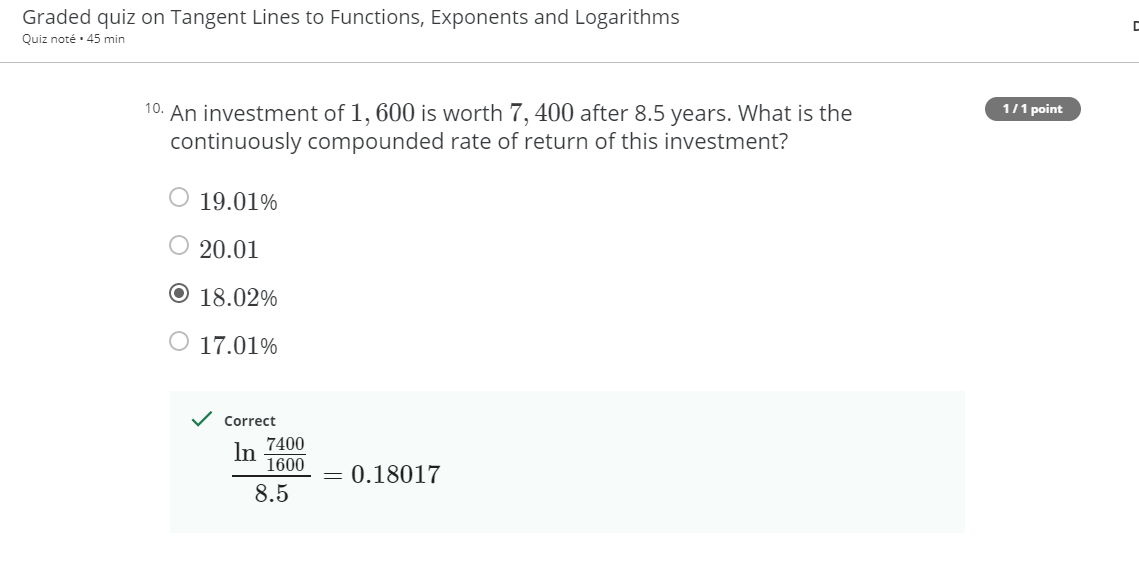 Graded quiz on Tangent Lines to Functions, Exponents and Logarithms
Quiz noté • 45 min
10. An investment of 1, 600 is worth 7, 400 after 8.5 years. What is the
1 / 1 point
continuously compounded rate of return of this investment?
19.01%
20.01
18.02%
17.01%
Correct
ln 7400/1600
/ 8.5 = 0.18017